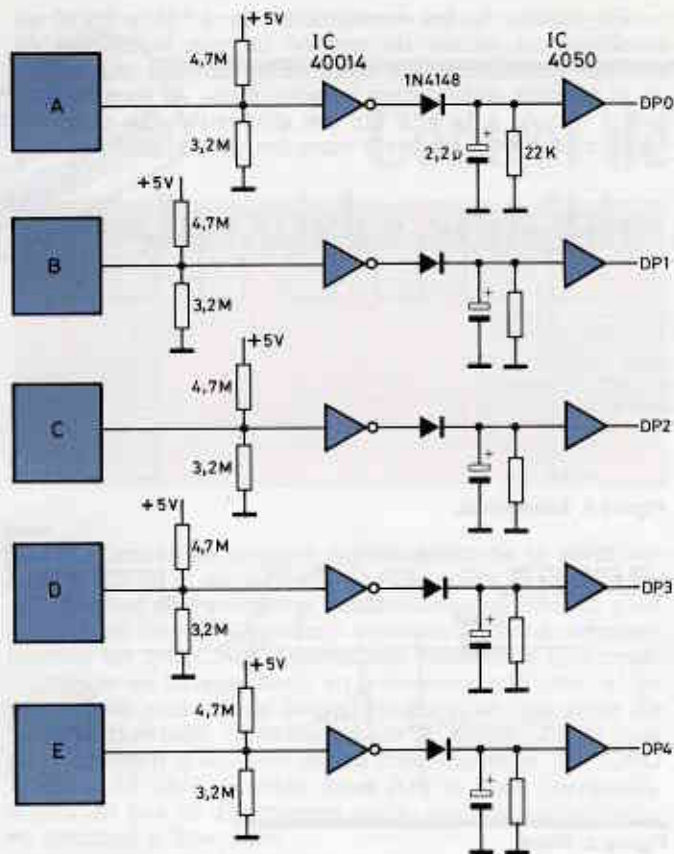 +5V
4,7M
IC
40014
IC
4050
1N4148
A
DP0
3,2M
2,2µ
22K
+5V
4,7M
B
DP1
3,2M
+5V
4,7M
C
DP2
3,2M
+5V
4,7M
D
DP3
3,2M
+5V
4,7M
E
DP4
3,2M